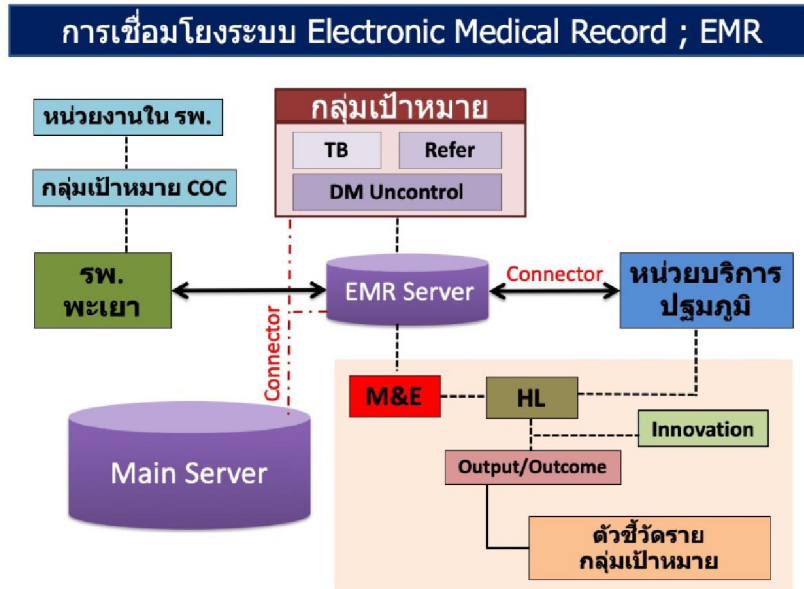 การเชื่อมโยงระบบ Electronic Medical Record ; EMR
หน่วยงานใน รพ.
กลุ่มเป้าหมาย COC
รพ.
พะเยา
กลุ่มเป้าหมาย
TB
Refer
DM Uncontrol
EMR Server
Connector
หน่วยบริการ
ปฐมภูมิ
Connector
Main Server
M&E
HL
Innovation
Output/Outcome
ตัวชี้วัดราย
กลุ่มเป้าหมาย